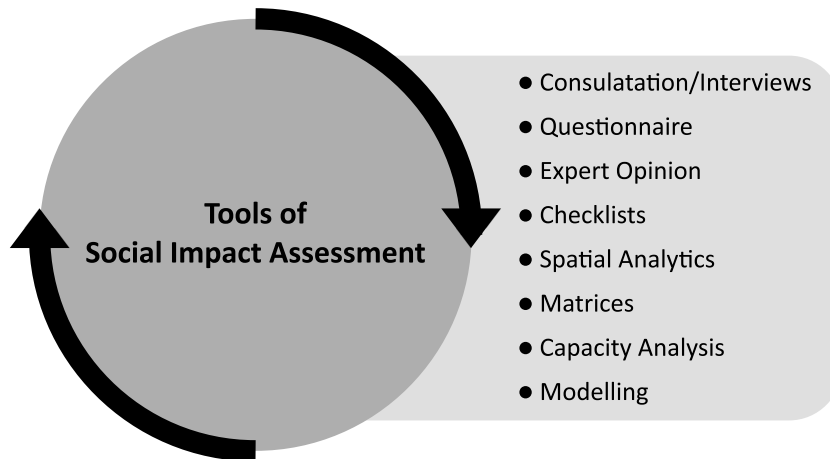 Tools of
Social Impact Assessment
● Consulatation/Interviews
● Questionnaire
● Expert Opinion
● Checklists
● Spatial Analytics
● Matrices
● Capacity Analysis
● Modelling